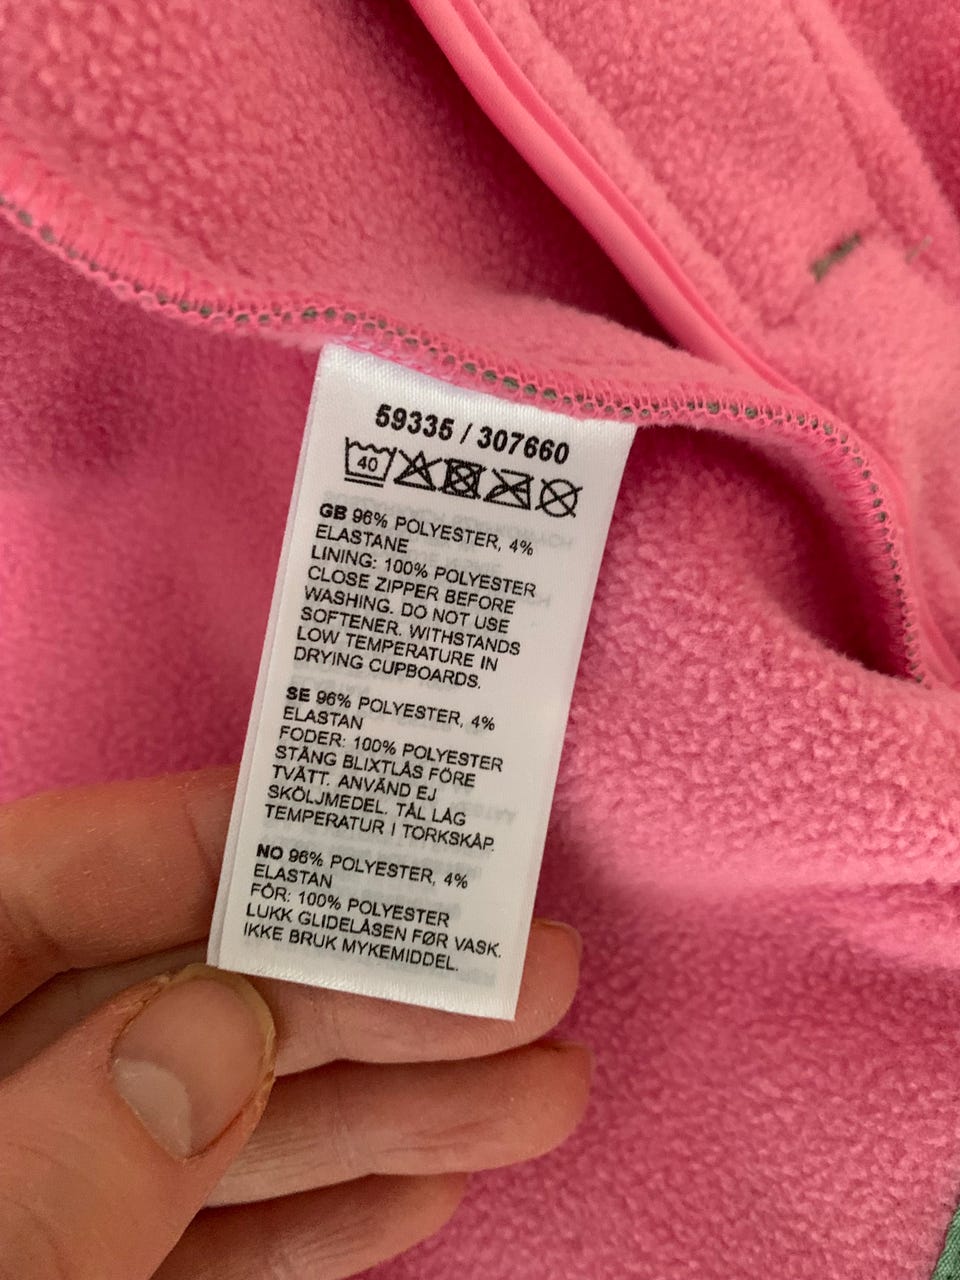 59335 / 307660
40
GB 96% POLYESTER, 4%
ELASTANE
LINING: 100% POLYESTER
CLOSE ZIPPER BEFORE
WASHING. DO NOT USE
SOFTENER. WITHSTANDS
LOW TEMPERATURE IN
DRYING CUPBOARDS.
SE 96% POLYESTER, 4%
ELASTAN
FODER: 100% POLYESTER
STÄNG BLIXTLÅS FÖRE
TVÄTT. ANVÄND EJ
SKÖLJMEDEL. TÅL LÅG
TEMPERATUR I TORKSKÅP.
NO 96% POLYESTER, 4%
ELASTAN
FÔR: 100% POLYESTER
LUKK GLIDELÅSEN FØR VASK.
IKKE BRUK MYKEMIDDEL.